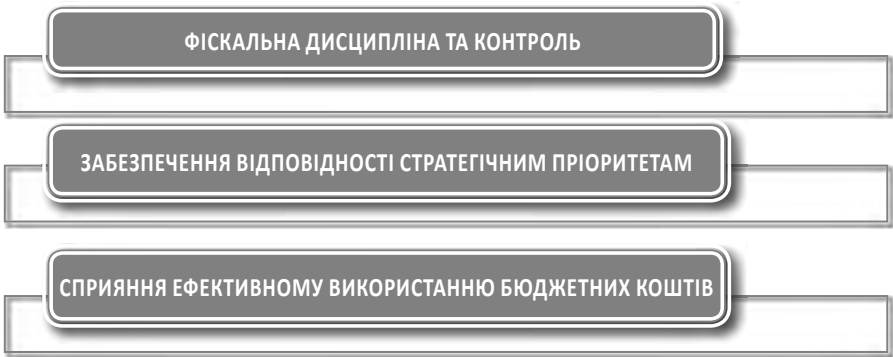 ФІСКАЛЬНА ДИСЦИПЛІНА ТА КОНТРОЛЬ
ЗАБЕЗПЕЧЕННЯ ВІДПОВІДНОСТІ СТРАТЕГІЧНИМ ПРІОРИТЕТАМ
СПРИЯННЯ ЕФЕКТИВНОМУ ВИКОРИСТАННЮ БЮДЖЕТНИХ КОШТІВ